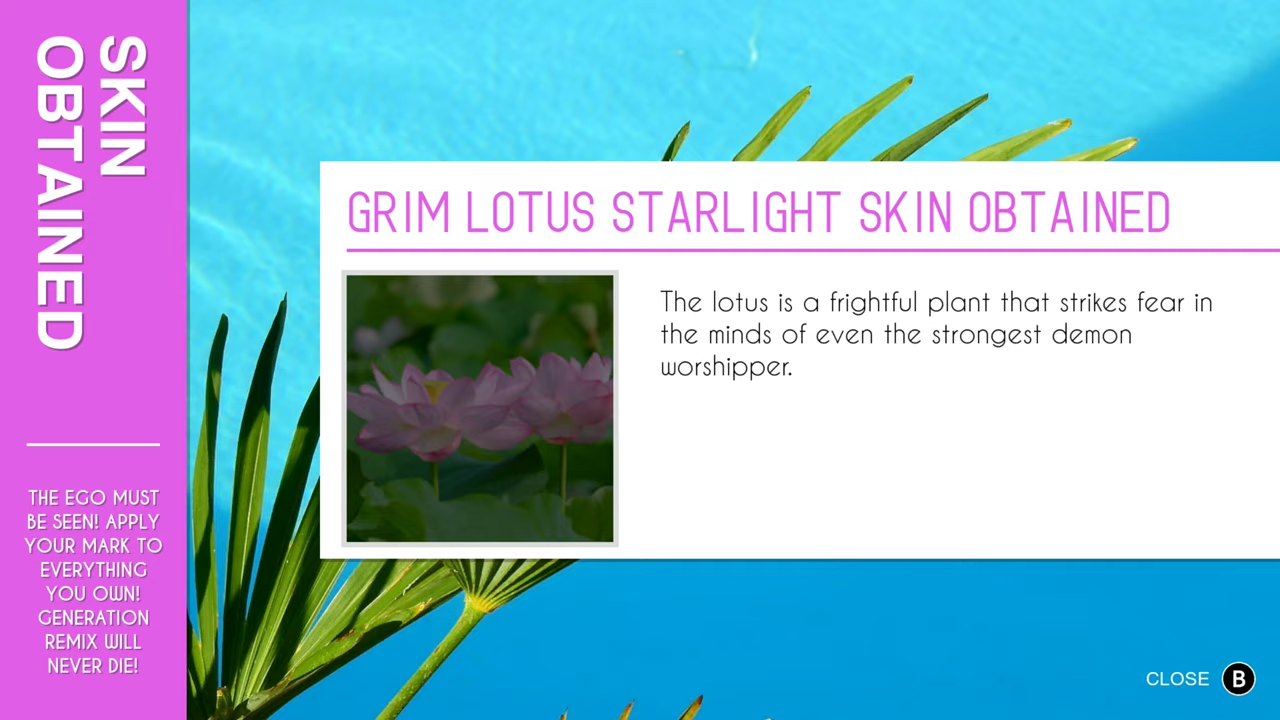 SKIN
OBTAINED
THE EGO MUST
BE SEEN! APPLY
YOUR MARK TO
EVERYTHING
YOU OWN!
GENERATION
REMIX WILL
NEVER DIE!
GRIM LOTUS STARLIGHT SKIN OBTAINED
The lotus is a frightful plant that strikes fear in
the minds of even the strongest demon
worshipper.
CLOSE B